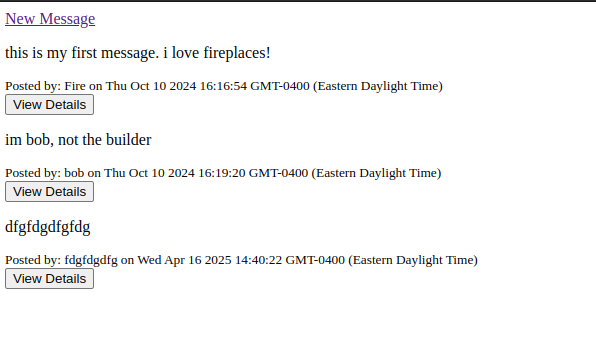 New Message
this is my first message. i love fireplaces!
Posted by: Fire on Thu Oct 10 2024 16:16:54 GMT-0400 (Eastern Daylight Time)
View Details
im bob, not the builder
Posted by: bob on Thu Oct 10 2024 16:19:20 GMT-0400 (Eastern Daylight Time)
View Details
dfgfdgdfgfdg
Posted by: fdgfdgdfg on Wed Apr 16 2025 14:40:22 GMT-0400 (Eastern Daylight Time)
View Details